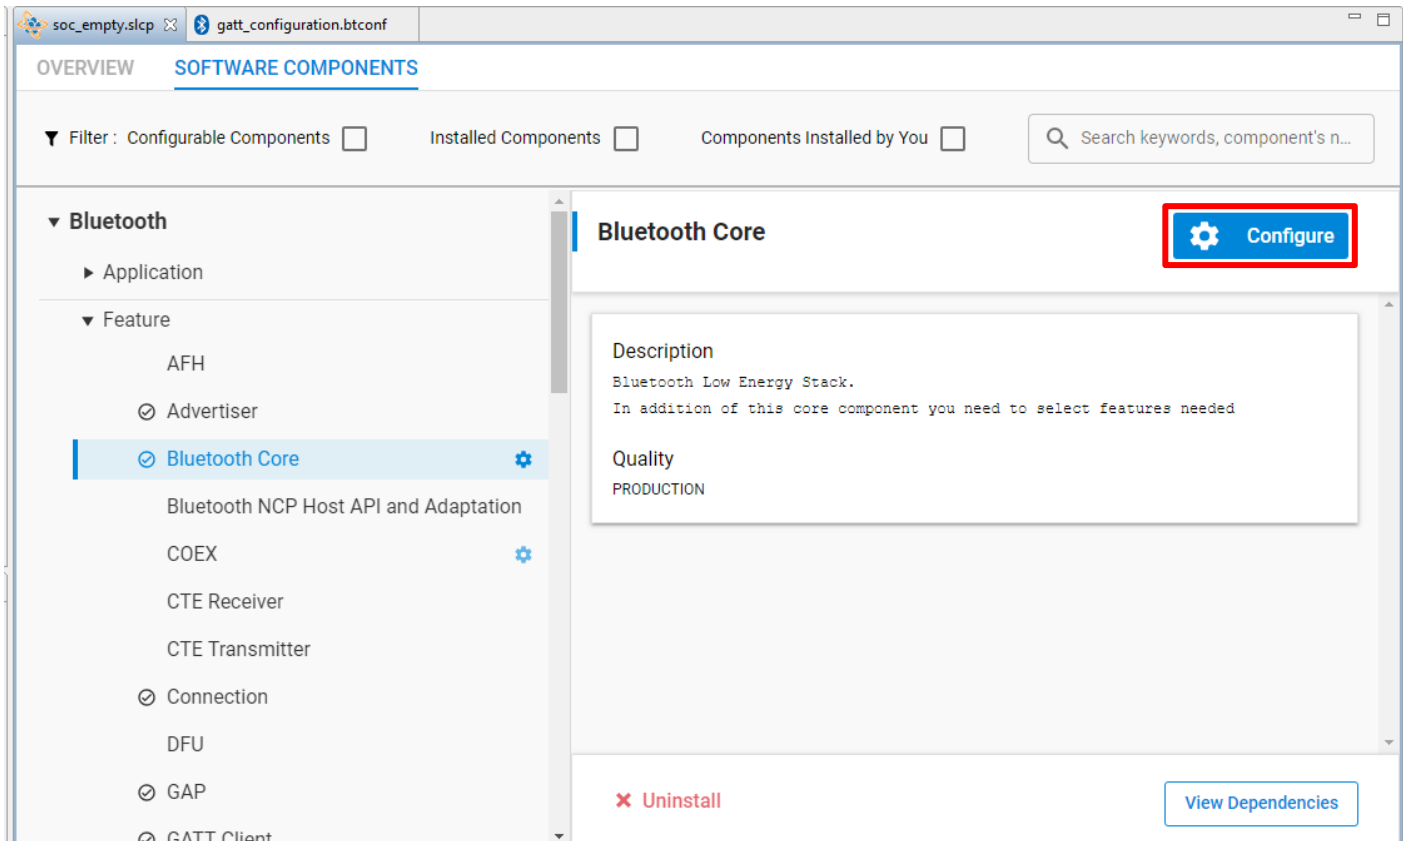 soc_empty.slcp
gatt_configuration.btconf
OVERVIEW SOFTWARE COMPONENTS
Filter : Configurable Components Installed Components Components Installed by You Search keywords, component's n...
Bluetooth
Application
Feature
AFH
Advertiser
Bluetooth Core
Bluetooth NCP Host API and Adaptation
COEX
CTE Receiver
CTE Transmitter
Connection
DFU
GAP
GATT Client
Bluetooth Core
Configure
Description
Bluetooth Low Energy Stack.
In addition of this core component you need to select features needed
Quality
PRODUCTION
Uninstall
View Dependencies